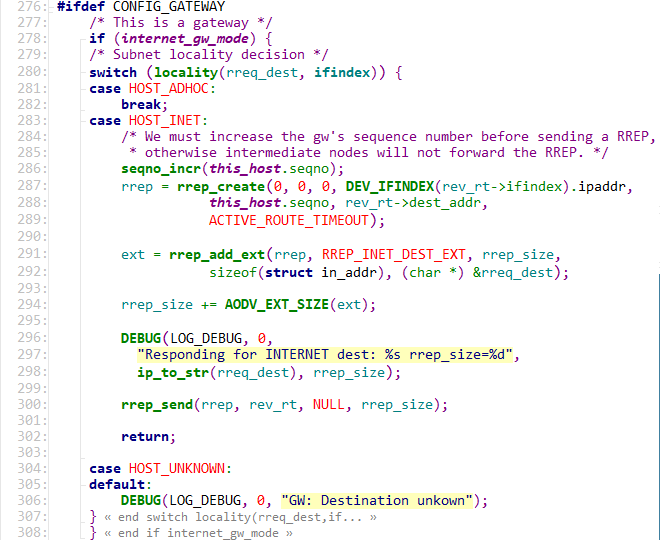 276: #ifdef CONFIG_GATEWAY
277:     /* This is a gateway */
278:     if (internet_gw_mode) {
279:     /* Subnet locality decision */
280:     switch (locality(rreq_dest, ifindex)) {
281:     case HOST_ADHOC:
282:         break;
283:     case HOST_INET:
284:         /* We must increase the gw's sequence number before sending a RREP,
285:          * otherwise intermediate nodes will not forward the RREP. */
286:         seqno_incr(this_host.seqno);
287:         rrep = rrep_create(0, 0, 0, DEV_IFINDEX(rev_rt->ifindex).ipaddr,
288:                    this_host.seqno, rev_rt->dest_addr,
289:                    ACTIVE_ROUTE_TIMEOUT);
290:
291:         ext = rrep_add_ext(rrep, RREP_INET_DEST_EXT, rrep_size,
292:                    sizeof(struct in_addr), (char *) &rreq_dest);
293:
294:         rrep_size += AODV_EXT_SIZE(ext);
295:
296:         DEBUG(LOG_DEBUG, 0,
297:           "Responding for INTERNET dest: %s rrep_size=%d",
298:           ip_to_str(rreq_dest), rrep_size);
299:
300:         rrep_send(rrep, rev_rt, NULL, rrep_size);
301:
302:         return;
303:
304:     case HOST_UNKNOWN:
305:     default:
306:         DEBUG(LOG_DEBUG, 0, "GW: Destination unkown");
307:     } « end switch locality(rreq_dest,if... »
308:     } « end if internet_gw_mode »